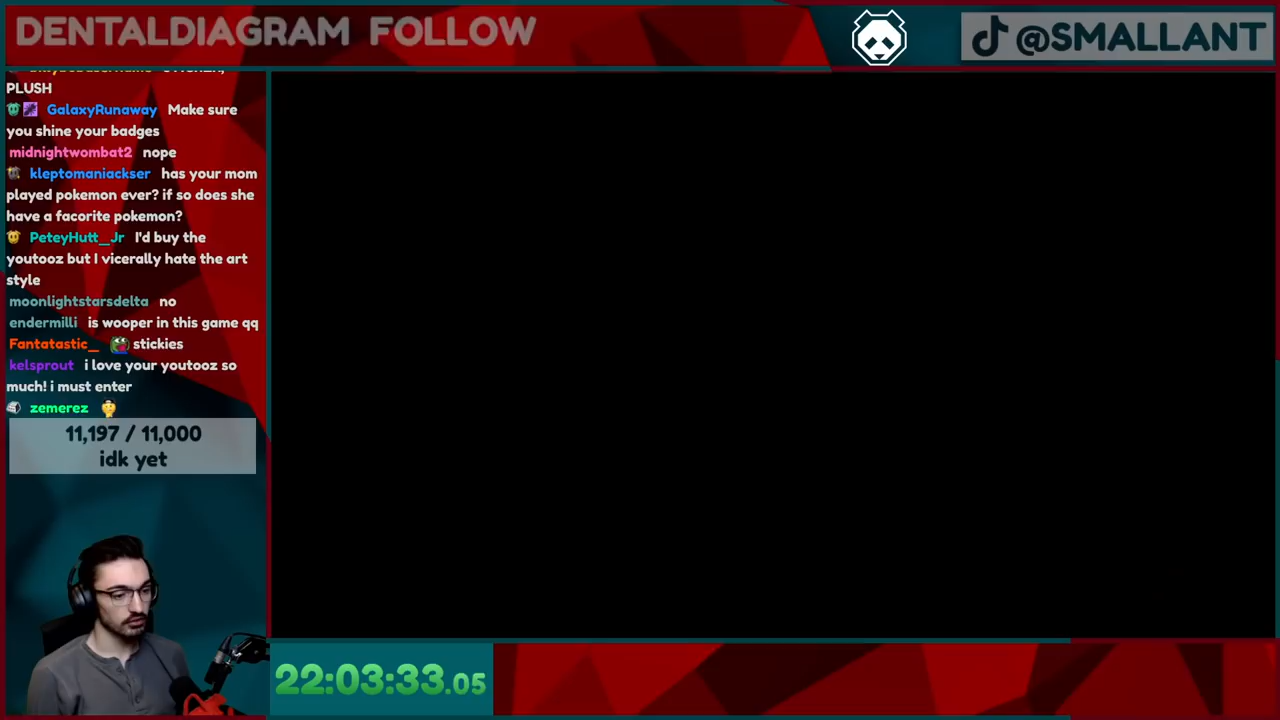 DENTALDIAGRAM FOLLOW
@SMALLANT
PLUSH
GalaxyRunaway Make sure
you shine your badges
midnightwombat2 nope
kleptomaniackser has your mom
played pokemon ever? if so does she
have a facorite pokemon?
PeteyHutt_Jr I'd buy the
youtooz but I vicerally hate the art
style
moonlightstarsdelta no
endermilli is wooper in this game qq
Fantatastic_ stickies
kelsprout i love your youtooz so
much! i must enter
zemerez
11,197 / 11,000
idk yet
22:03:33.05